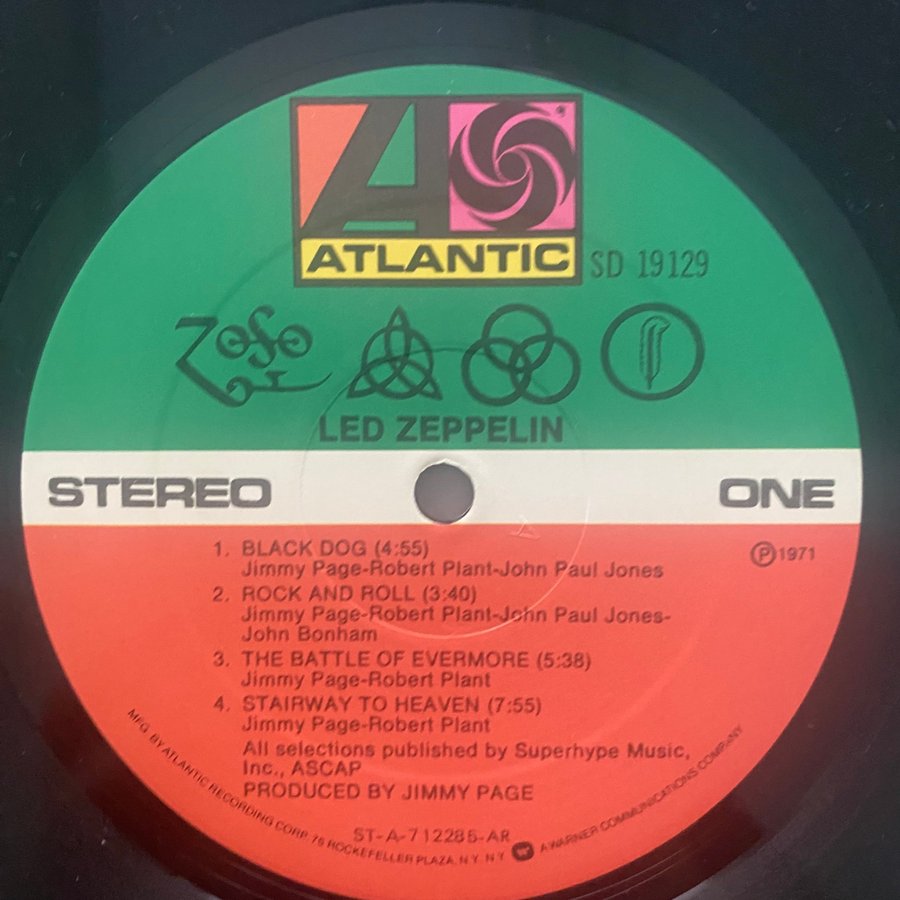 ATLANTIC
SD 19129
LED ZEPPELIN
STEREO
ONE
℗1971
1. BLACK DOG (4:55)
Jimmy Page-Robert Plant-John Paul Jones
2. ROCK AND ROLL (3:40)
Jimmy Page-Robert Plant-John Paul Jones-
John Bonham
3. THE BATTLE OF EVERMORE (5:38)
Jimmy Page-Robert Plant
4. STAIRWAY TO HEAVEN (7:55)
Jimmy Page-Robert Plant
All selections published by Superhype Music,
Inc., ASCAP
PRODUCED BY JIMMY PAGE
ST-A-712285-AR
MFG. BY ATLANTIC RECORDING CORP. 75 ROCKEFELLER PLAZA, N.Y. N.Y. A WARNER COMMUNICATIONS COMPANY